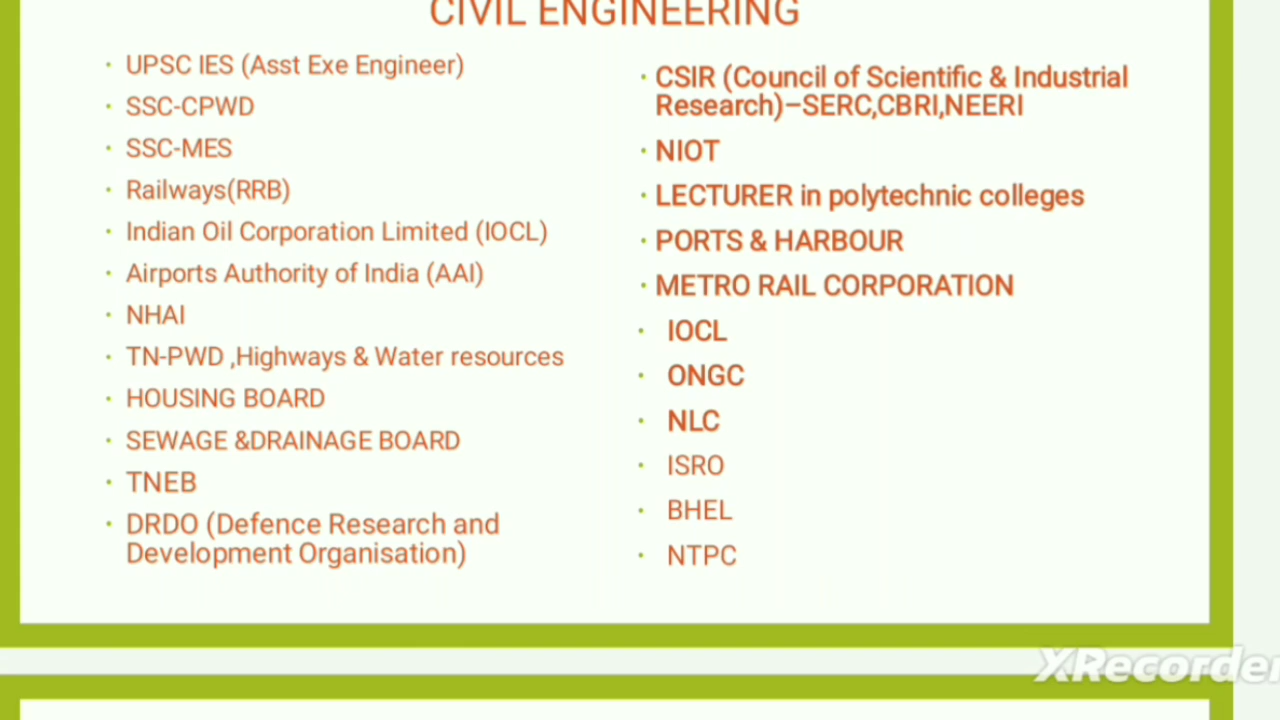 CIVIL ENGINEERING
· UPSC IES (Asst Exe Engineer)
· SSC-CPWD
· SSC-MES
· Railways(RRB)
· Indian Oil Corporation Limited (IOCL)
· Airports Authority of India (AAI)
· NHAI
· TN-PWD ,Highways & Water resources
· HOUSING BOARD
· SEWAGE &DRAINAGE BOARD
· TNEB
· DRDO (Defence Research and
Development Organisation)
· CSIR (Council of Scientific & Industrial
Research)–SERC,CBRI,NEERI
· NIOT
· LECTURER in polytechnic colleges
· PORTS & HARBOUR
· METRO RAIL CORPORATION
· IOCL
· ONGC
· NLC
· ISRO
· BHEL
· NTPC
XRecorder